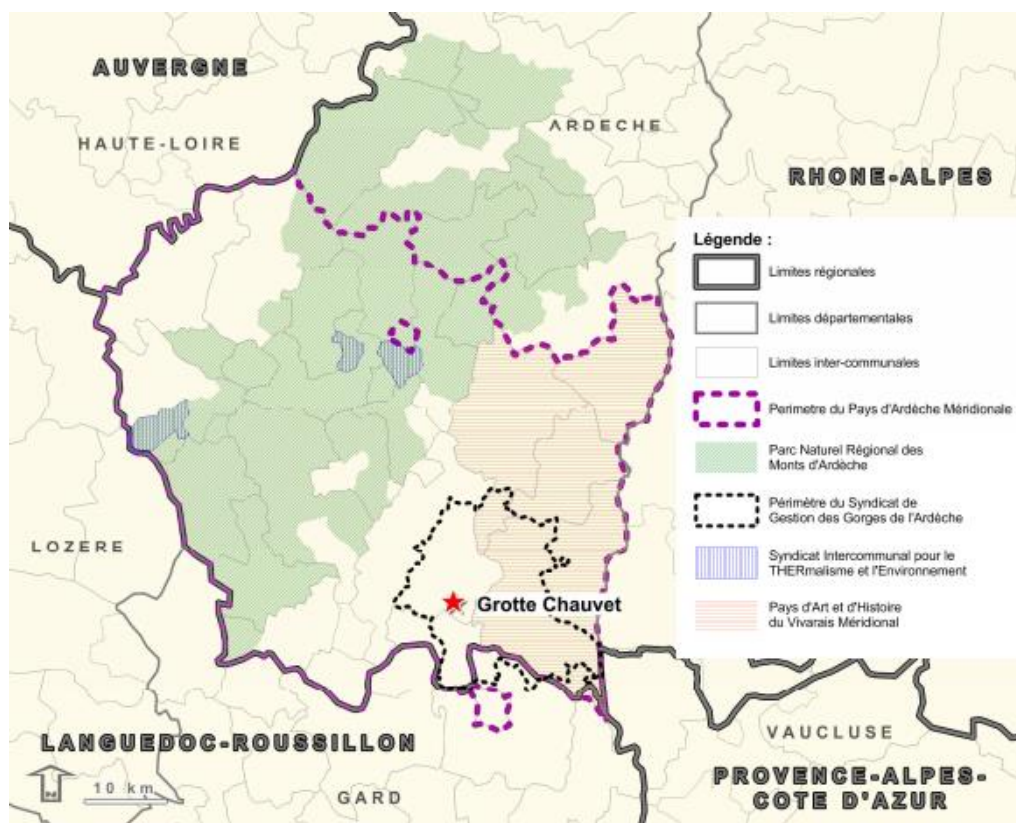 AUVERGNE
HAUTE-LOIRE
ARDECHE
RHONE-ALPES
Légende :
Limites régionales
Limites départementales
Limites inter-communales
Perimetre du Pays d'Ardèche Méridionale
Parc Naturel Régional des
Monts d'Ardèche
Périmètre du Syndicat de
Gestion des Gorges de l'Ardèche
Syndicat Intercommunal pour le
THERmalisme et l'Environnement
Pays d'Art et d'Histoire
du Vivarais Méridional
LOZERE
Grotte Chauvet
LANGUEDOC-ROUSSILLON
VAUCLUSE
PROVENCE-ALPES-
COTE D'AZUR
N
10 km
GARD